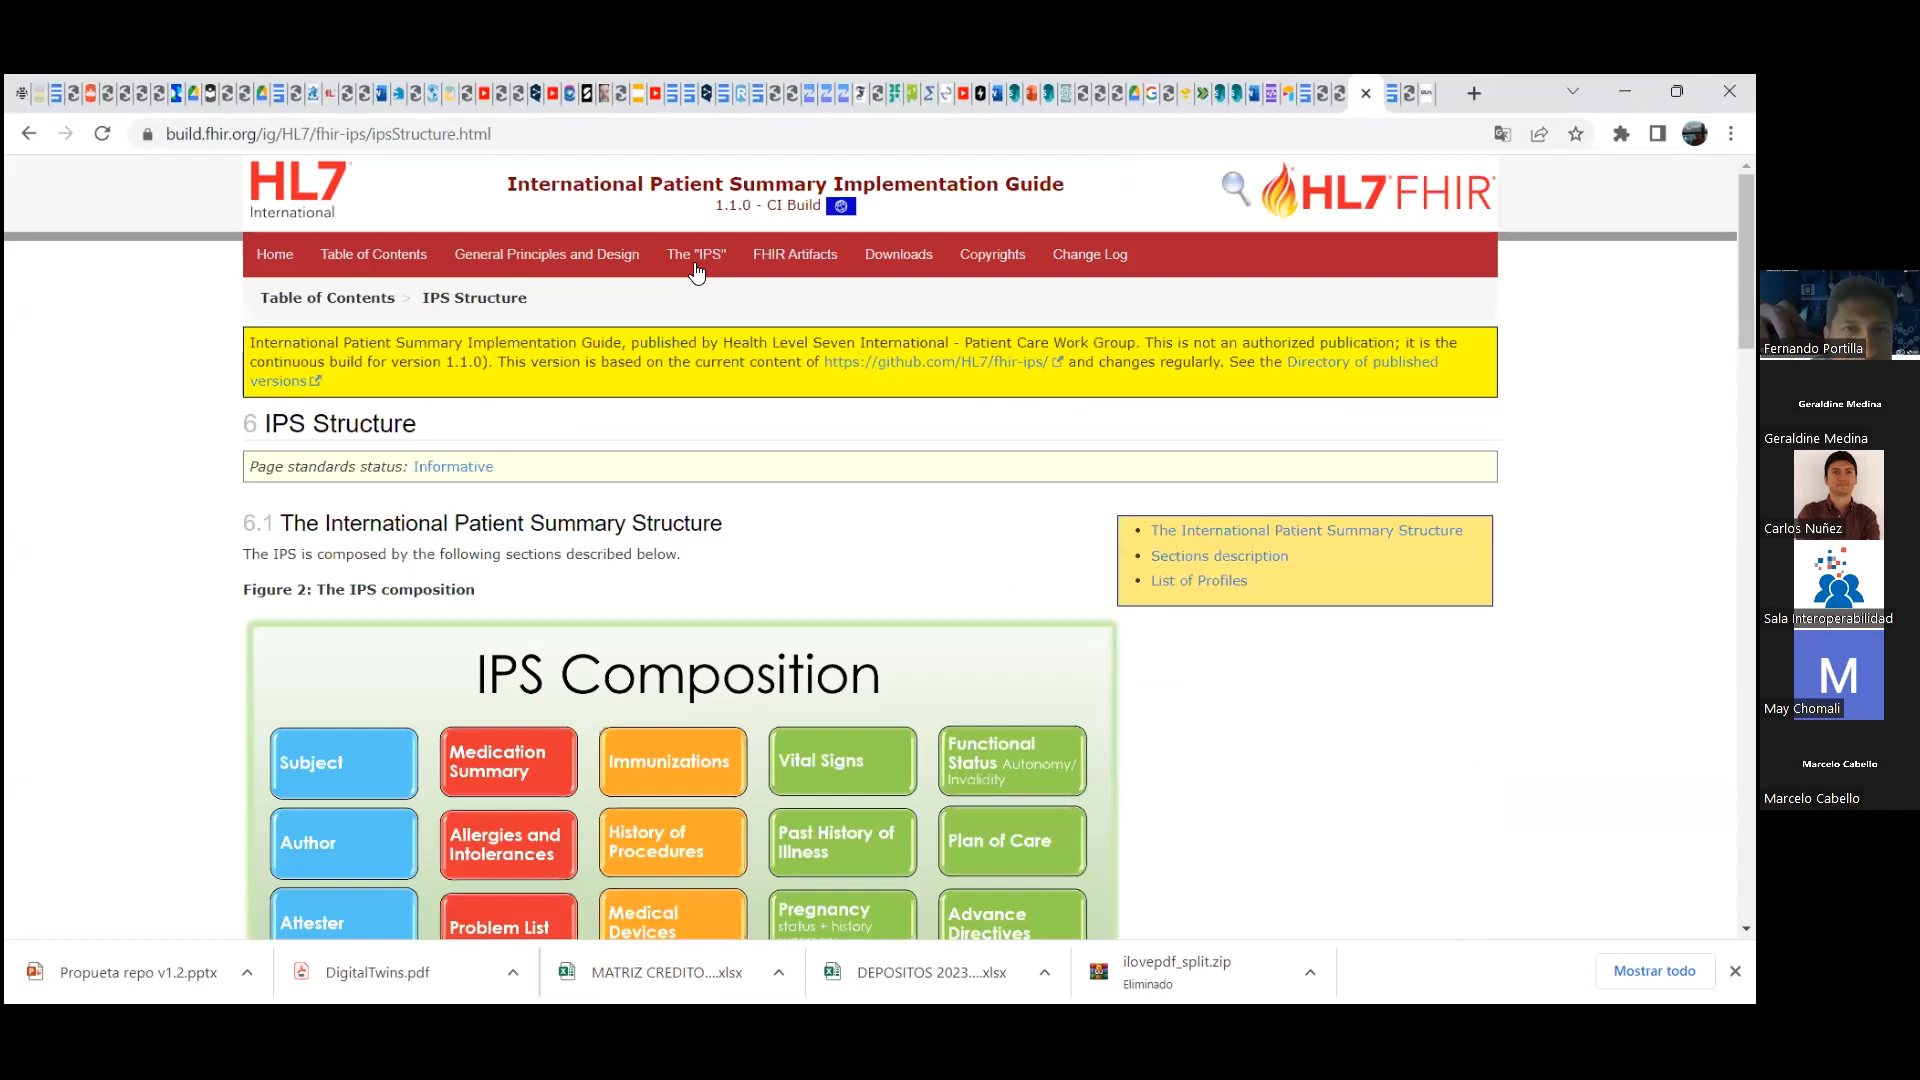 build.fhir.org/ig/HL7/fhir-ips/ipsStructure.html
HL7
International
International Patient Summary Implementation Guide
1.1.0 - CI Build
HL7 FHIR
Home
Table of Contents
General Principles and Design
The "IPS"
FHIR Artifacts
Downloads
Copyrights
Change Log
Table of Contents > IPS Structure
International Patient Summary Implementation Guide, published by Health Level Seven International - Patient Care Work Group. This is not an authorized publication; it is the
continuous build for version 1.1.0). This version is based on the current content of https://github.com/HL7/fhir-ips/ and changes regularly. See the Directory of published
versions
6 IPS Structure
Page standards status: Informative
6.1 The International Patient Summary Structure
The IPS is composed by the following sections described below.
Figure 2: The IPS composition
• The International Patient Summary Structure
• Sections description
• List of Profiles
IPS Composition
Subject
Medication
Summary
Immunizations
Vital Signs
Functional
Status Autonomy/
Invalidity
Author
Allergies and
Intolerances
History of
Procedures
Past History of
Illness
Plan of Care
Attester
Problem List
Medical
Devices
Pregnancy
status + history
Advance
Directives
Propueta repo v1.2.pptx
DigitalTwins.pdf
MATRIZ CREDITO....xlsx
DEPOSITOS 2023....xlsx
ilovepdf_split.zip
Eliminado
Mostrar todo
Fernando Portilla
Geraldine Medina
Geraldine Medina
Carlos Nuñez
Sala Interoperabilidad
M
May Chomali
Marcelo Cabello
Marcelo Cabello